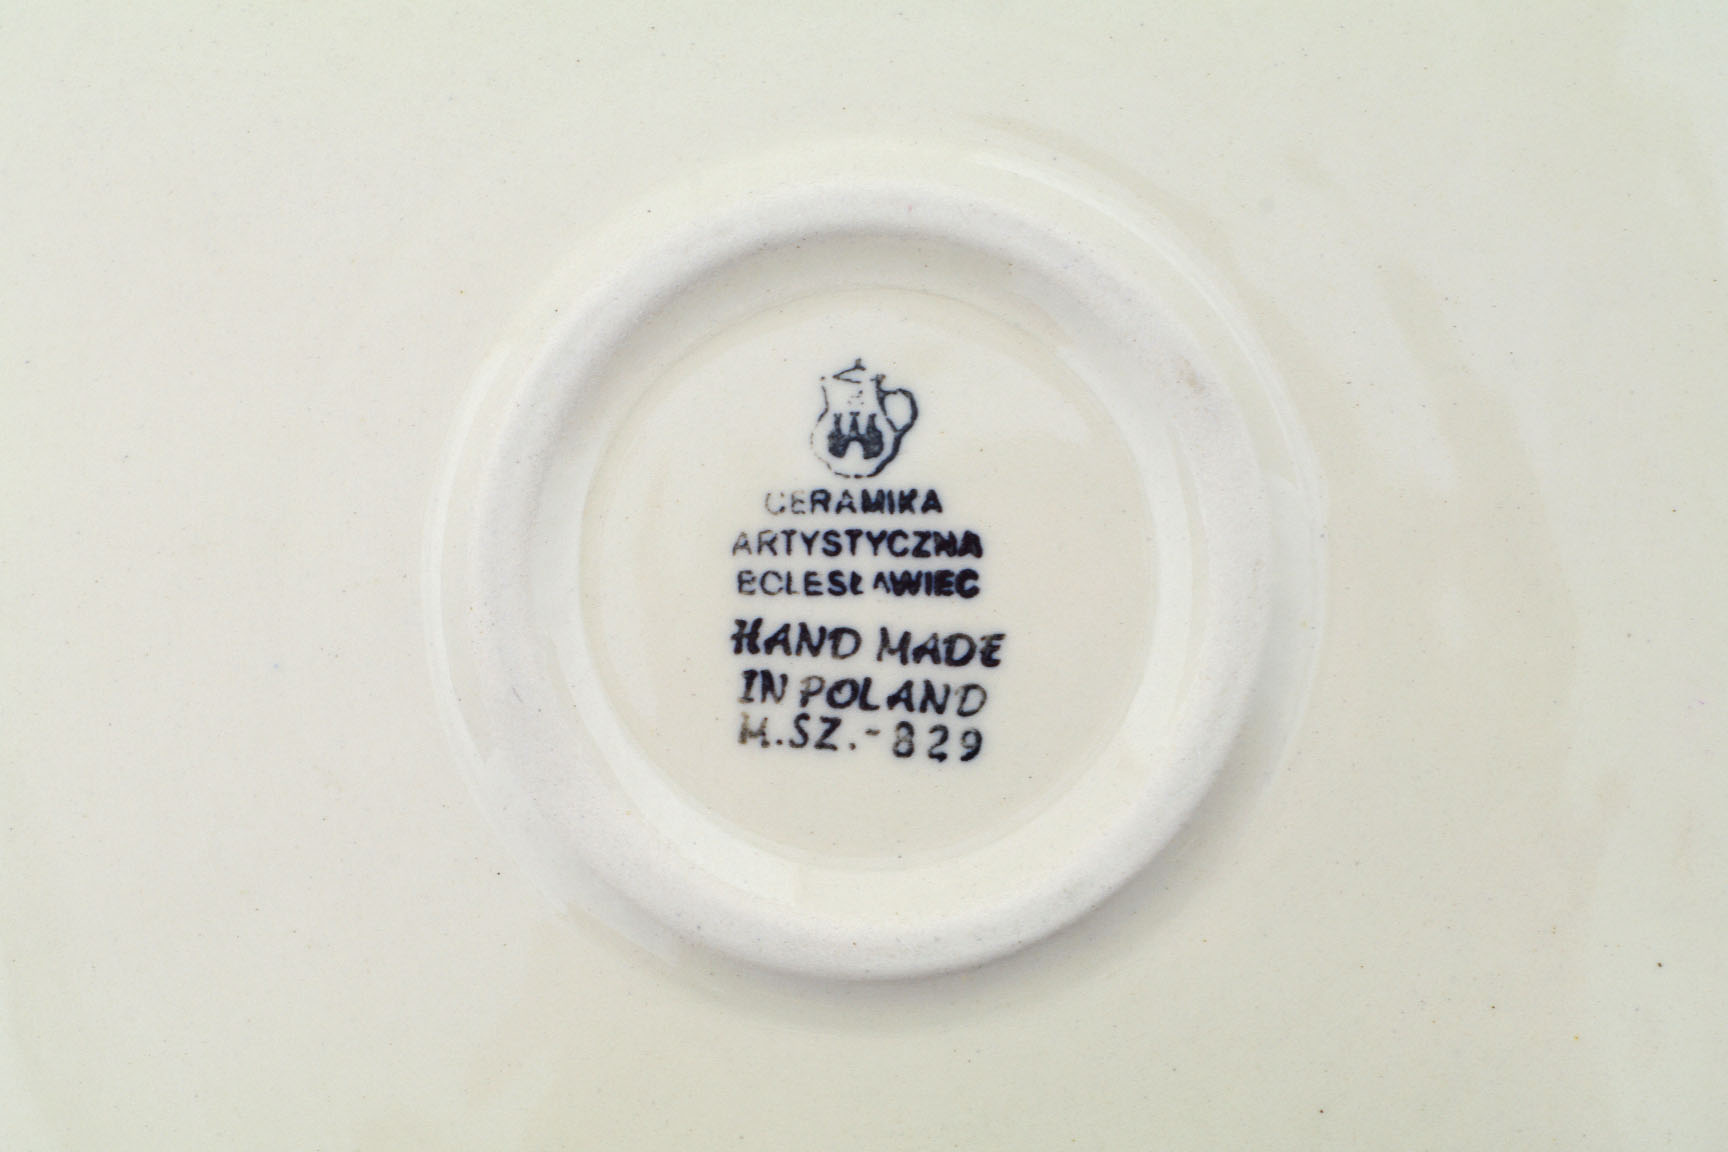 CERAMIKA
ARTYSTYCZNA
BOLESŁAWIEC
HAND MADE
IN POLAND
M.SZ.-829